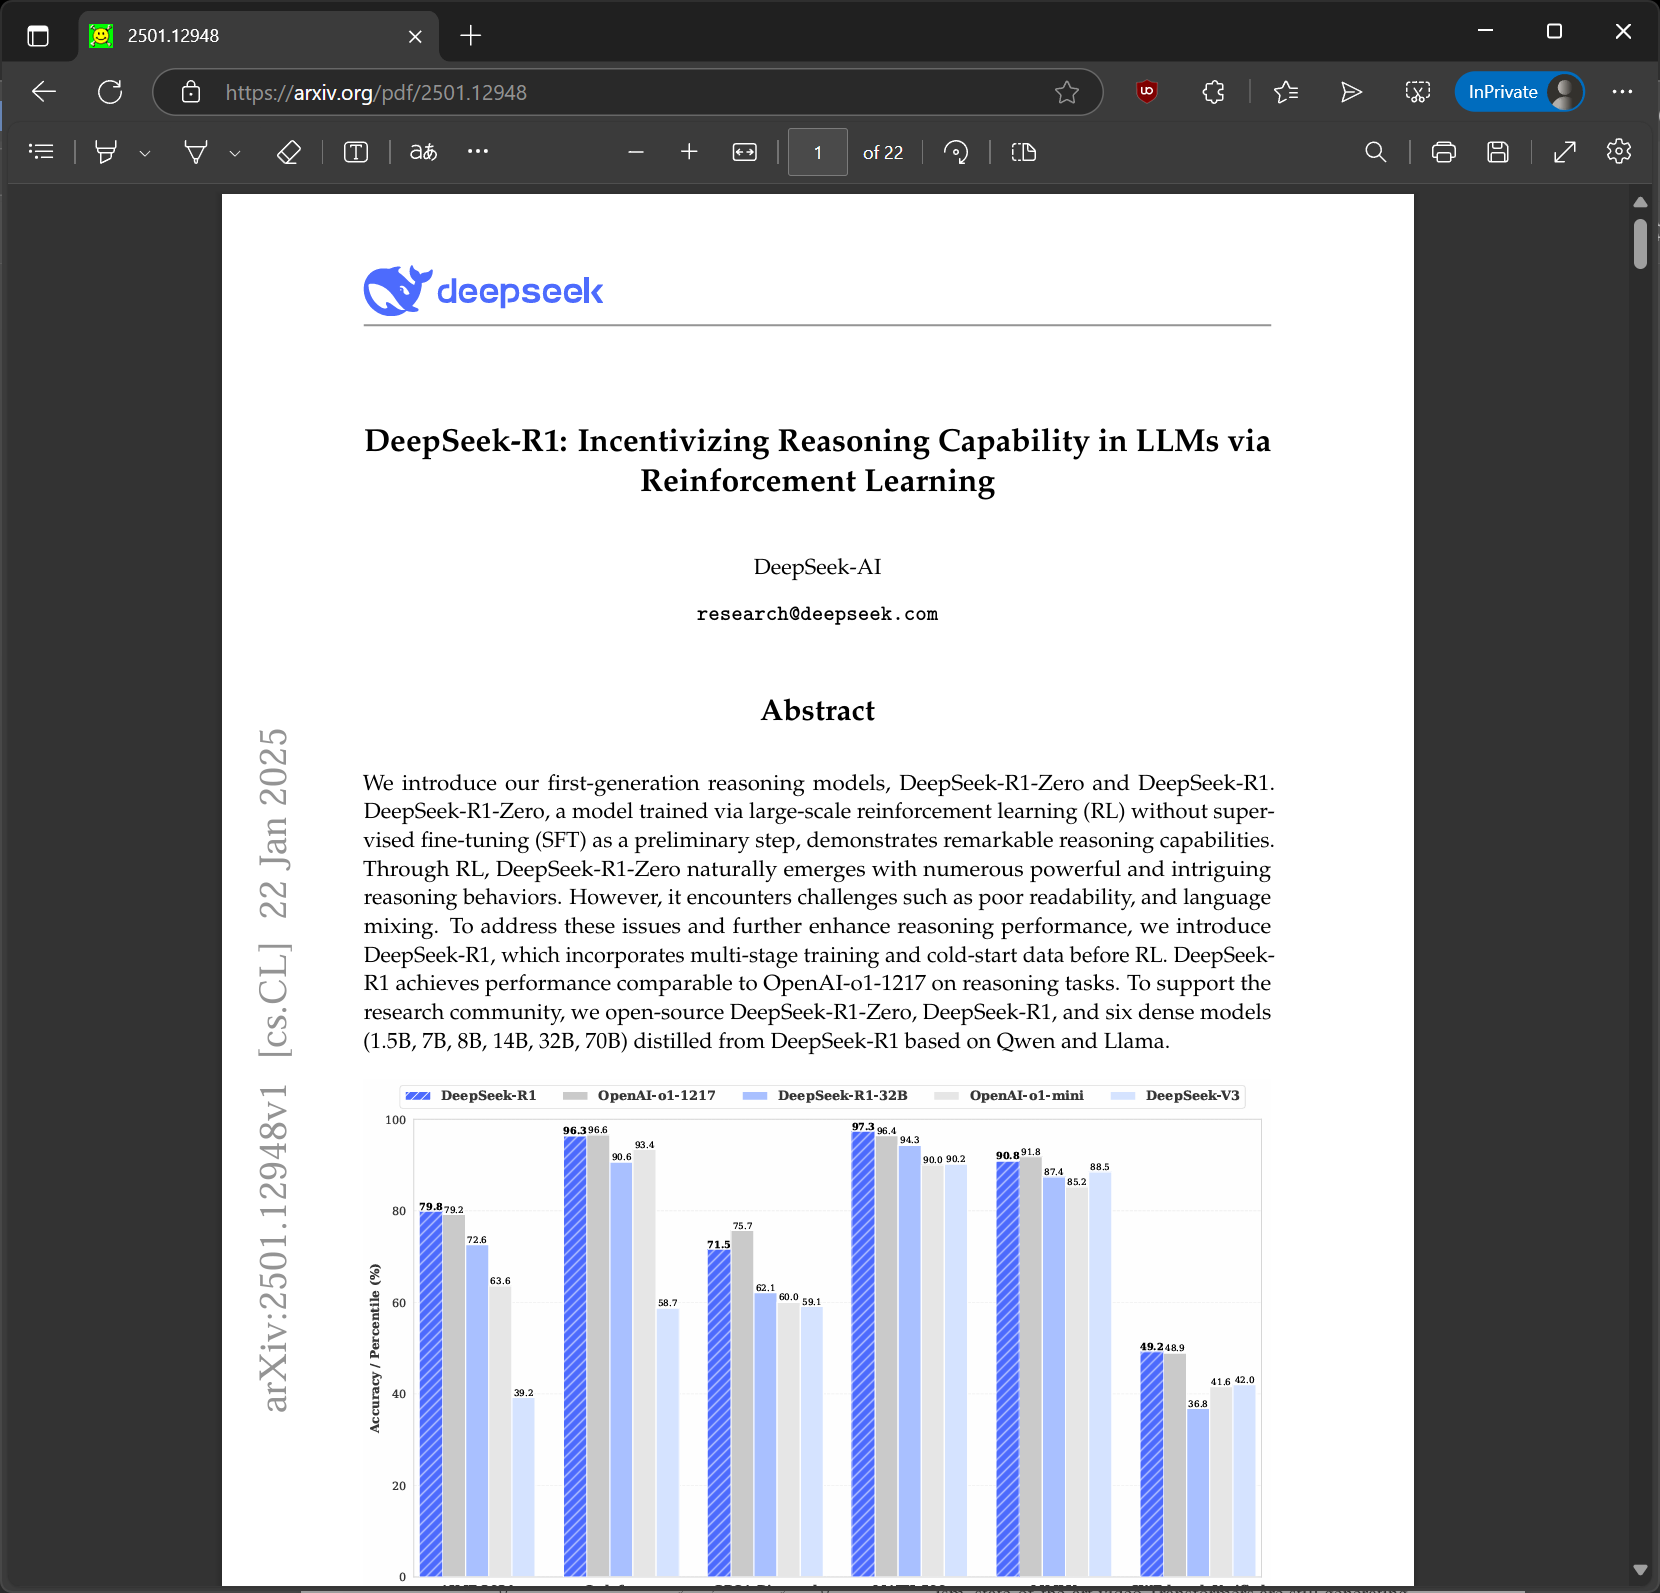 2501.12948
https://arxiv.org/pdf/2501.12948
UO
InPrivate
T
aあ
1
of 22
deepseek
DeepSeek-R1: Incentivizing Reasoning Capability in LLMs via
Reinforcement Learning
DeepSeek-AI
research@deepseek.com
Abstract
We introduce our first-generation reasoning models, DeepSeek-R1-Zero and DeepSeek-R1.
DeepSeek-R1-Zero, a model trained via large-scale reinforcement learning (RL) without super-
vised fine-tuning (SFT) as a preliminary step, demonstrates remarkable reasoning capabilities.
Through RL, DeepSeek-R1-Zero naturally emerges with numerous powerful and intriguing
reasoning behaviors. However, it encounters challenges such as poor readability, and language
mixing. To address these issues and further enhance reasoning performance, we introduce
DeepSeek-R1, which incorporates multi-stage training and cold-start data before RL. DeepSeek-
R1 achieves performance comparable to OpenAI-o1-1217 on reasoning tasks. To support the
research community, we open-source DeepSeek-R1-Zero, DeepSeek-R1, and six dense models
(1.5B, 7B, 8B, 14B, 32B, 70B) distilled from DeepSeek-R1 based on Qwen and Llama.
arXiv:2501.12948v1 [cs.CL] 22 Jan 2025
DeepSeek-R1 OpenAI-o1-1217 DeepSeek-R1-32B OpenAI-o1-mini DeepSeek-V3
Accuracy / Percentile (%)
100
80
60
40
20
0
79.8 79.2 72.6 63.6 39.2
96.3 96.6 90.6 93.4 58.7
71.5 75.7 62.1 60.0 59.1
97.3 96.4 94.3 90.0 90.2
90.8 91.8 87.4 85.2 88.5
49.2 48.9 36.8 41.6 42.0